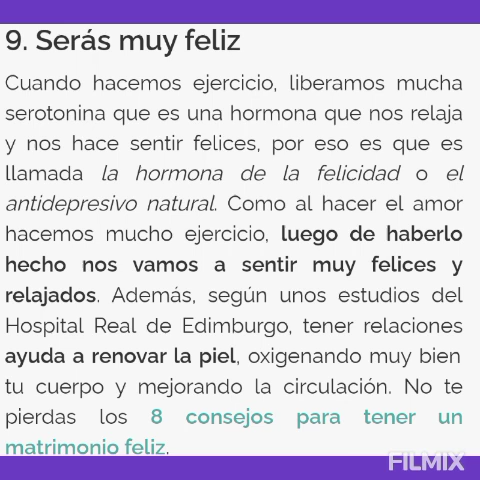 9. Serás muy feliz
Cuando hacemos ejercicio, liberamos mucha
serotonina que es una hormona que nos relaja
y nos hace sentir felices, por eso es que es
llamada la hormona de la felicidad o el
antidepresivo natural. Como al hacer el amor
hacemos mucho ejercicio, luego de haberlo
hecho nos vamos a sentir muy felices y
relajados. Además, según unos estudios del
Hospital Real de Edimburgo, tener relaciones
ayuda a renovar la piel, oxigenando muy bien
tu cuerpo y mejorando la circulación. No te
pierdas los 8 consejos para tener un
matrimonio feliz.
FILMIX